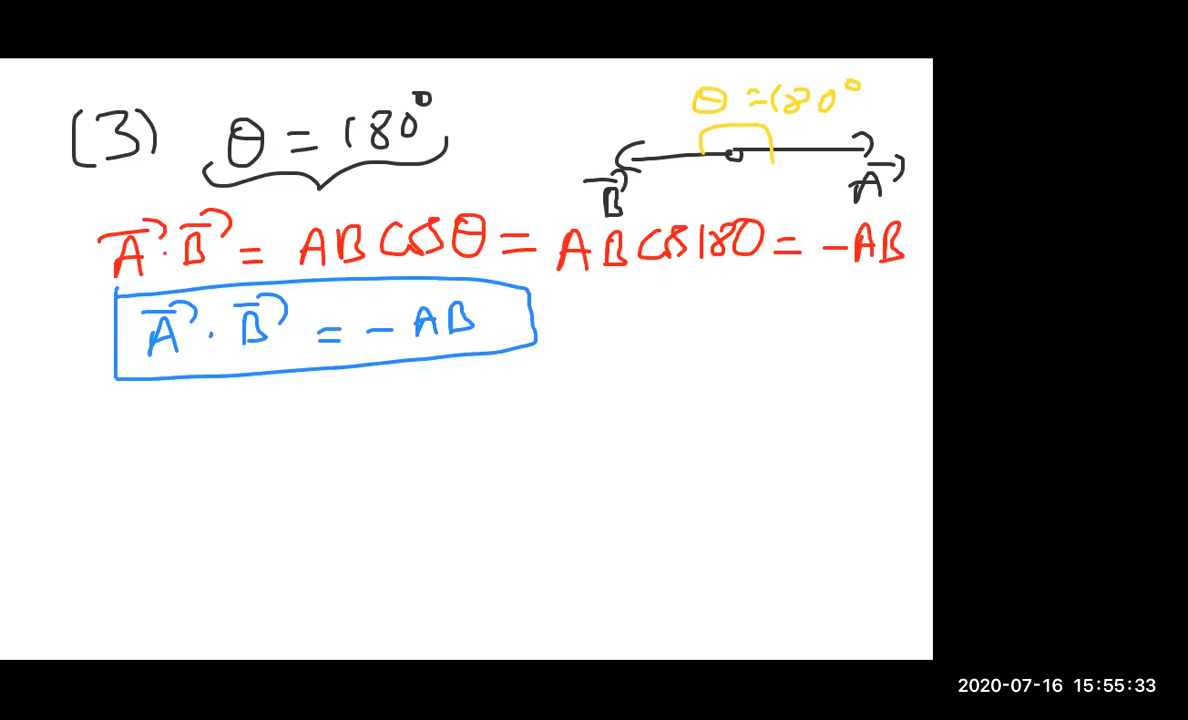 (3) θ = 180°
θ = 180°
B⃗ A⃗
A⃗ · B⃗ = AB cos θ = AB cos 180 = -AB
A⃗ · B⃗ = - AB
2020-07-16 15:55:33